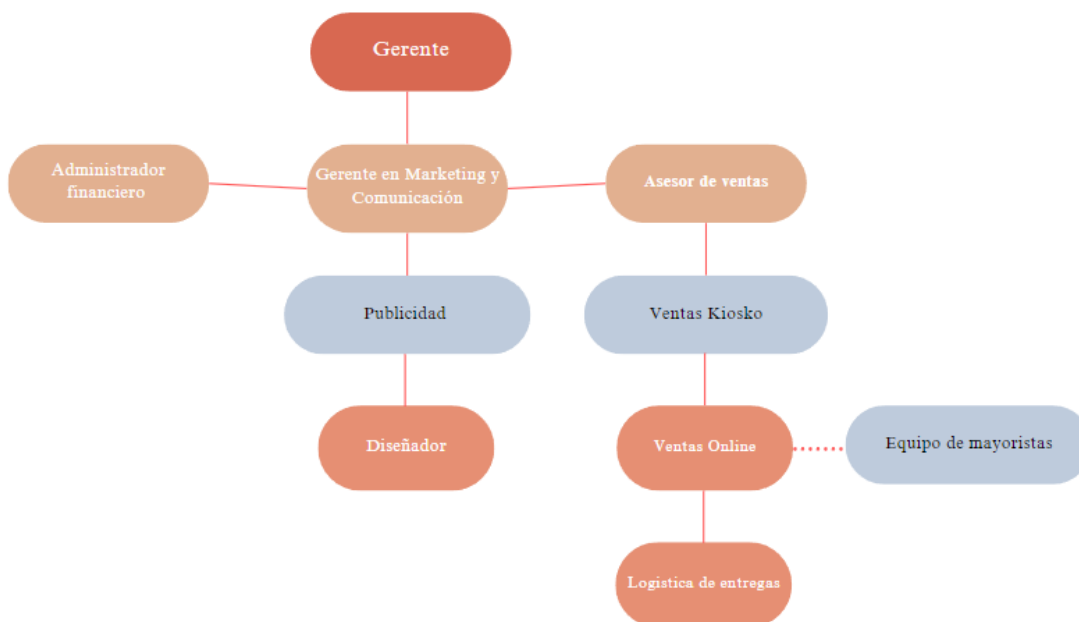 Gerente
Administrador
financiero
Gerente en Marketing y
Comunicación
Asesor de ventas
Publicidad
Ventas Kiosko
Diseñador
Ventas Online
Equipo de mayoristas
Logistica de entregas